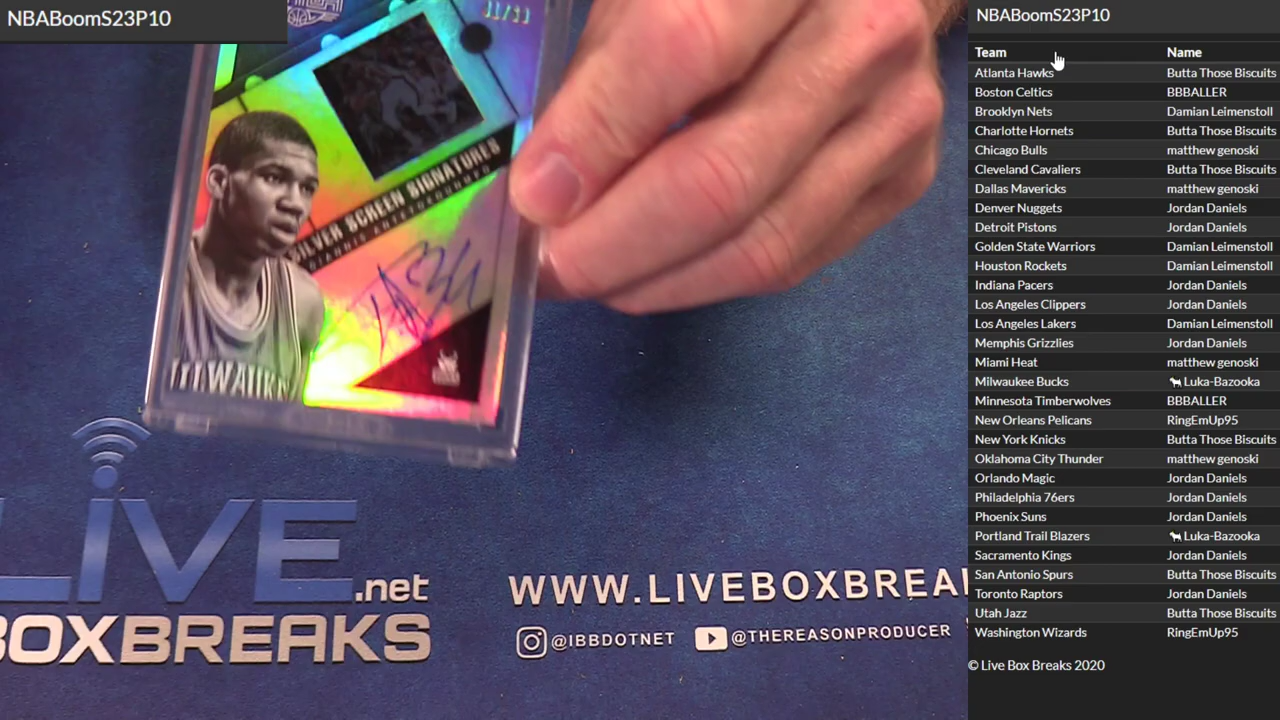 NBABoomS23P10
SILVER SCREEN SIGNATURES
GIANNIS ANTETOKOUNMPO
MILWAUKEE
LIVE
.net
BOXBREAKS
WWW.LIVEBOXBREA
@IBBDOTNET
@THEREASONPRODUCER
NBABoomS23P10
Team Name
Atlanta Hawks Butta Those Biscuits
Boston Celtics BBBALLER
Brooklyn Nets Damian Leimenstoll
Charlotte Hornets Butta Those Biscuits
Chicago Bulls matthew genoski
Cleveland Cavaliers Butta Those Biscuits
Dallas Mavericks matthew genoski
Denver Nuggets Jordan Daniels
Detroit Pistons Jordan Daniels
Golden State Warriors Damian Leimenstoll
Houston Rockets Damian Leimenstoll
Indiana Pacers Jordan Daniels
Los Angeles Clippers Jordan Daniels
Los Angeles Lakers Damian Leimenstoll
Memphis Grizzlies Jordan Daniels
Miami Heat matthew genoski
Milwaukee Bucks Luka-Bazooka
Minnesota Timberwolves BBBALLER
New Orleans Pelicans RingEmUp95
New York Knicks Butta Those Biscuits
Oklahoma City Thunder matthew genoski
Orlando Magic Jordan Daniels
Philadelphia 76ers Jordan Daniels
Phoenix Suns Jordan Daniels
Portland Trail Blazers Luka-Bazooka
Sacramento Kings Jordan Daniels
San Antonio Spurs Butta Those Biscuits
Toronto Raptors Jordan Daniels
Utah Jazz Butta Those Biscuits
Washington Wizards RingEmUp95
© Live Box Breaks 2020